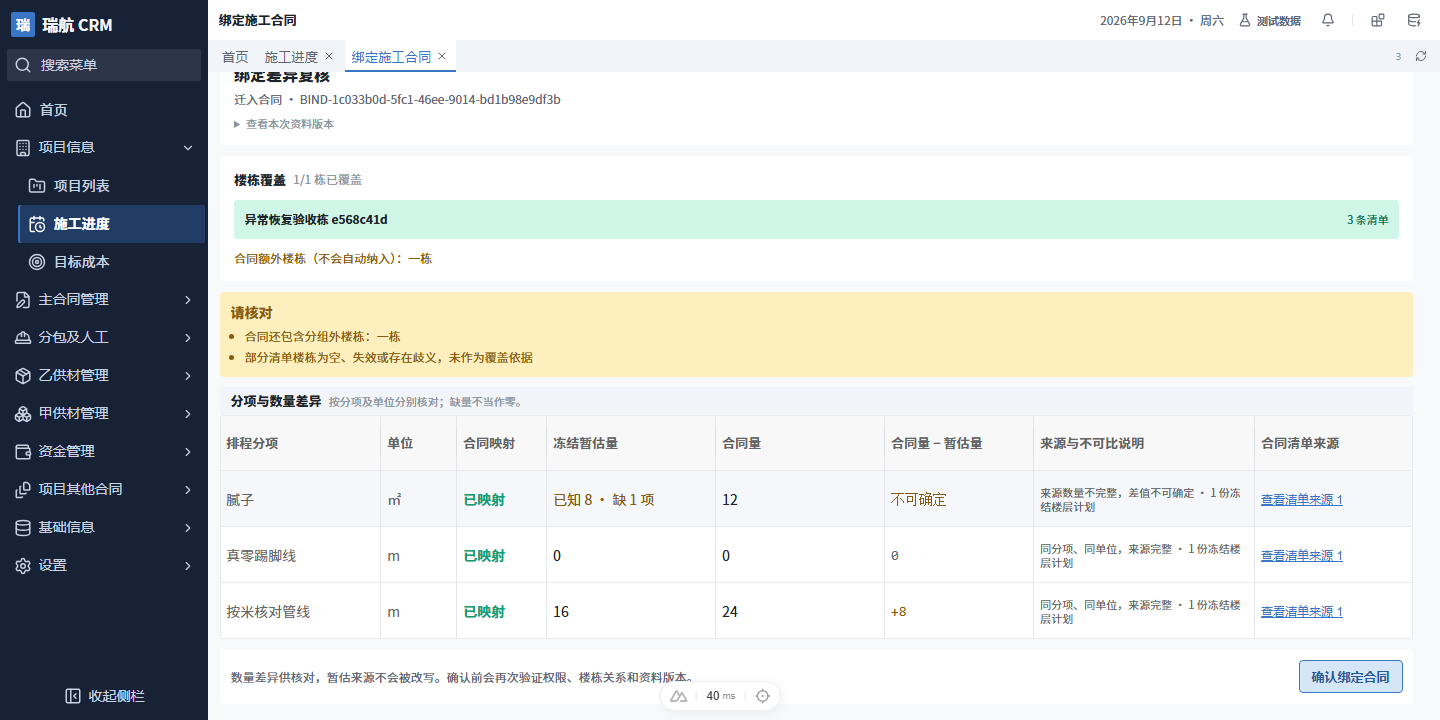 瑞 瑞航 CRM
搜索菜单
首页
项目信息
项目列表
施工进度
目标成本
主合同管理
分包及人工
乙供材管理
甲供材管理
资金管理
项目其他合同
基础信息
设置
收起侧栏
绑定施工合同
2026年9月12日 · 周六 测试数据
首页 施工进度 × 绑定施工合同 × 3
绑定差异复核
迁入合同 · BIND-1c033b0d-5fc1-46ee-9014-bd1b98e9df3b
▶ 查看本次资料版本
楼栋覆盖 1/1 栋已覆盖
异常恢复验收栋 e568c41d 3 条清单
合同额外楼栋（不会自动纳入）：一栋
请核对
• 合同还包含分组外楼栋：一栋
• 部分清单楼栋为空、失效或存在歧义，未作为覆盖依据
分项与数量差异 按分项及单位分别核对；缺量不当作零。
排程分项 单位 合同映射 冻结暂估量 合同量 合同量 − 暂估量 来源与不可比说明 合同清单来源
腻子 ㎡ 已映射 已知 8 · 缺 1 项 12 不可确定 来源数量不完整，差值不可确定 · 1 份冻
结楼层计划 查看清单来源 1
真零踢脚线 m 已映射 0 0 0 同分项、同单位，来源完整 · 1 份冻结楼
层计划 查看清单来源 1
按米核对管线 m 已映射 16 24 +8 同分项、同单位，来源完整 · 1 份冻结楼
层计划 查看清单来源 1
数量差异供核对，暂估来源不会被改写。确认前会再次验证权限、楼栋关系和资料版本。
确认绑定合同
40 ms